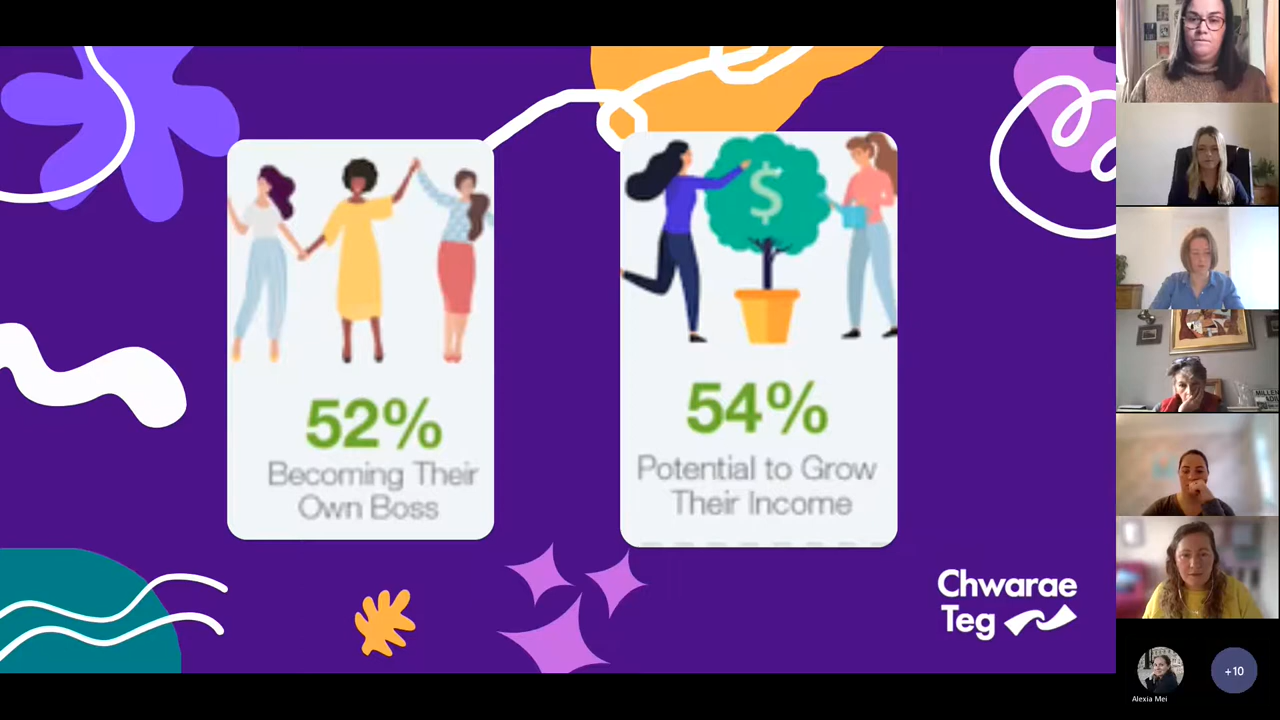 $
52%
Becoming Their
Own Boss
54%
Potential to Grow
Their Income
Chwarae
Teg
Alexia Mei
+10